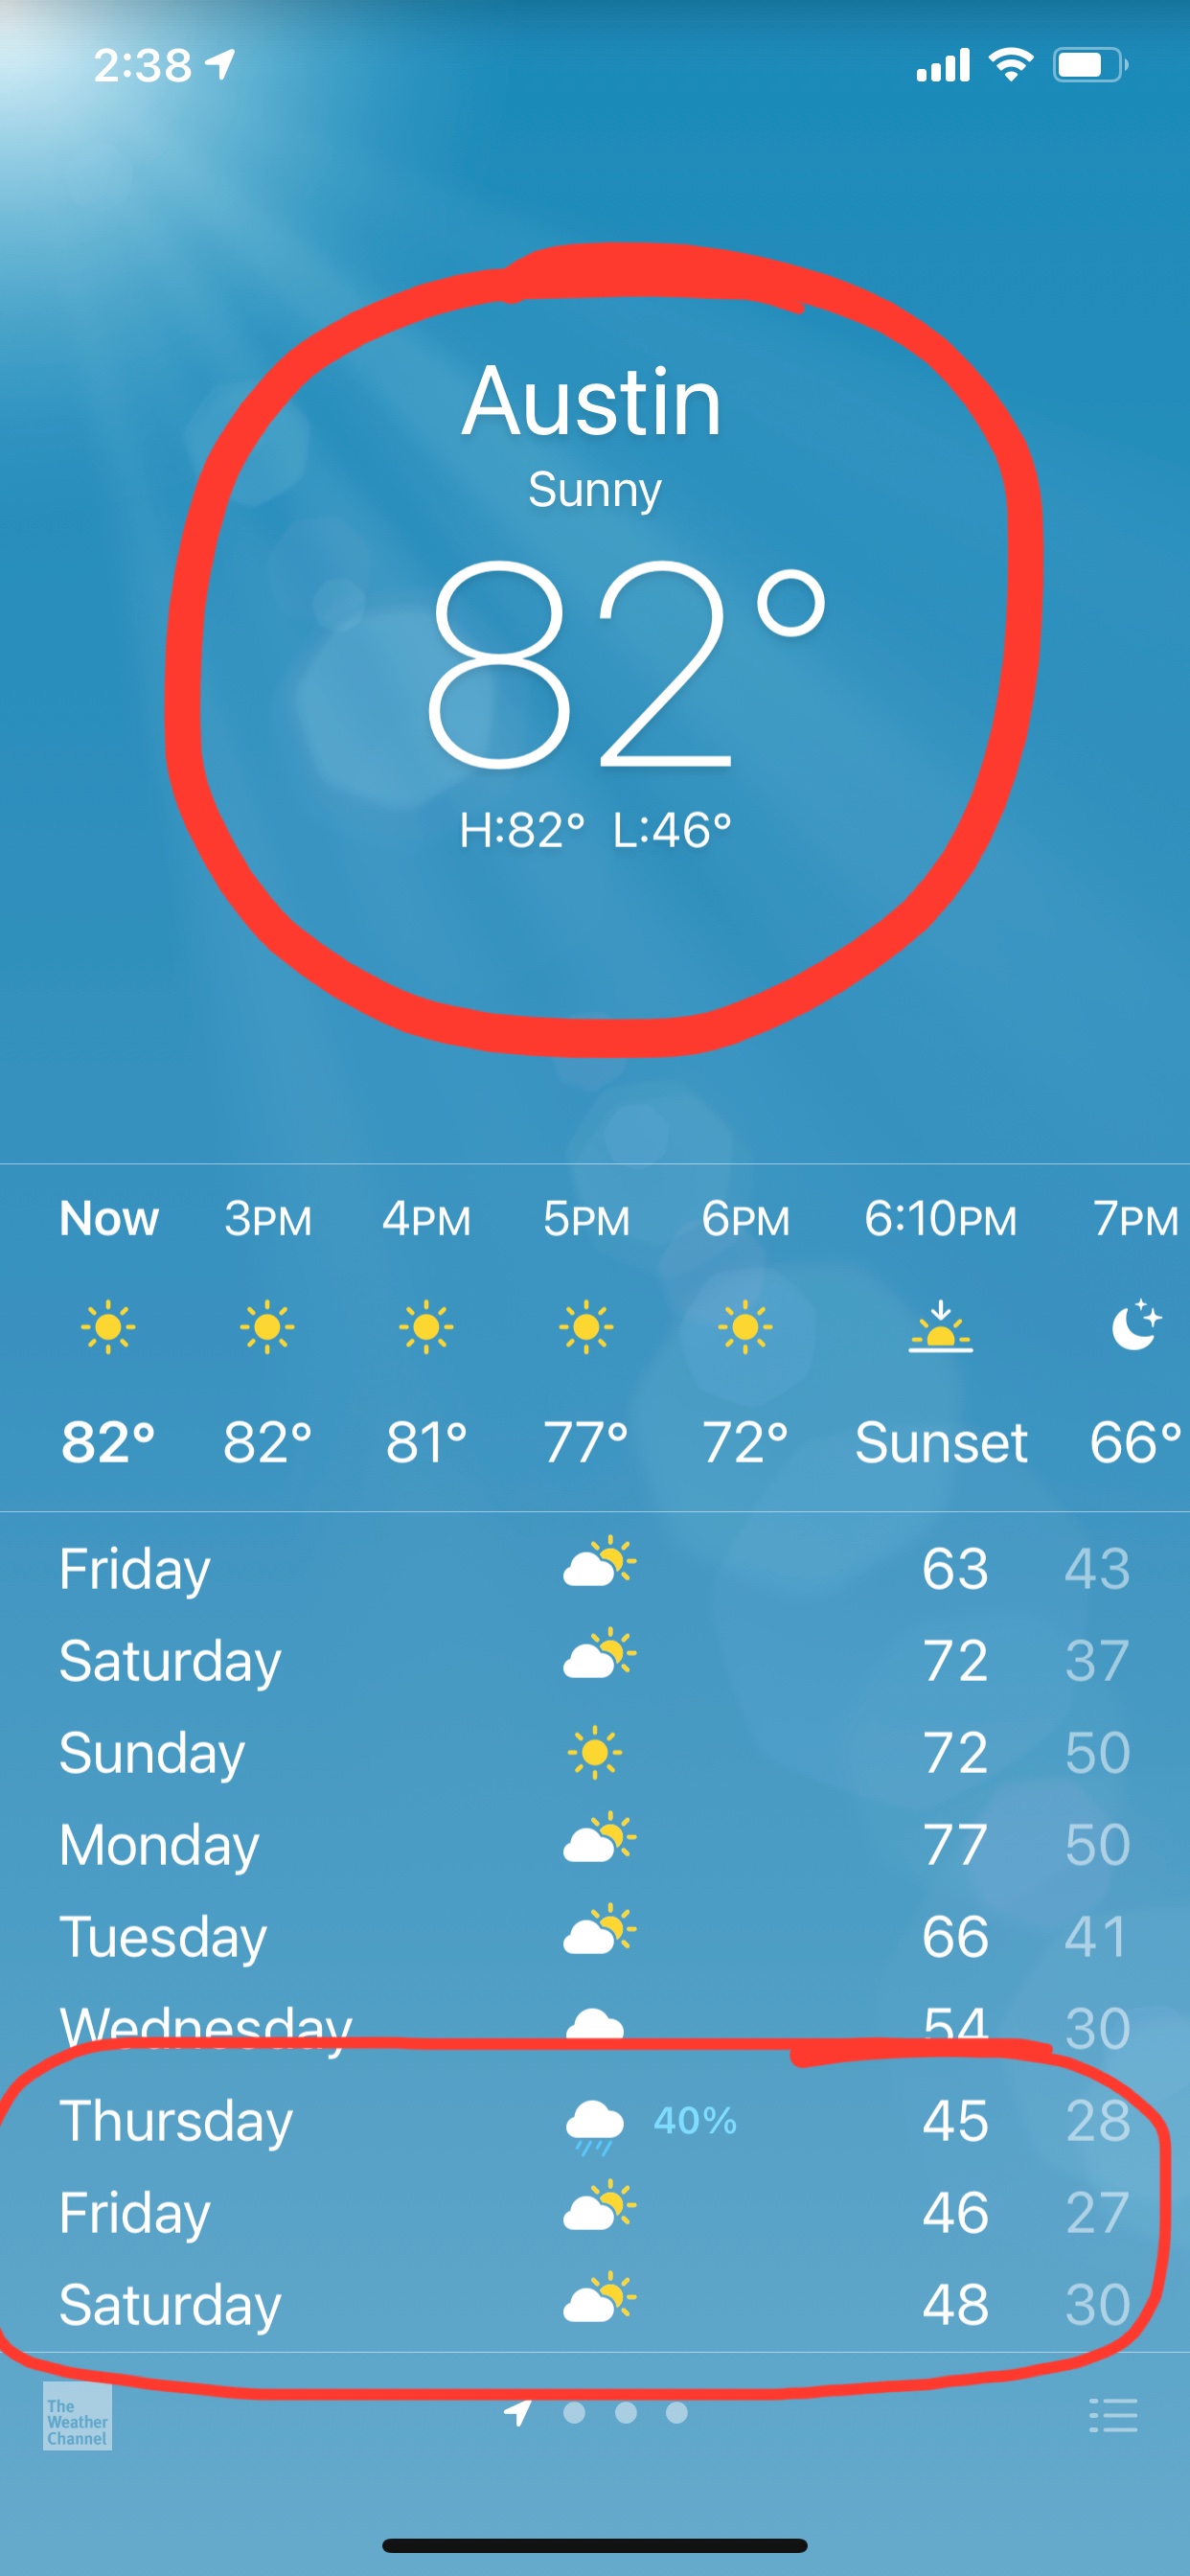 2:38
Austin
Sunny
82°
H:82° L:46°
Now 3PM 4PM 5PM 6PM 6:10PM 7PM
82° 82° 81° 77° 72° Sunset 66°
Friday 63 43
Saturday 72 37
Sunday 72 50
Monday 77 50
Tuesday 66 41
Wednesday 54 30
Thursday 40% 45 28
Friday 46 27
Saturday 48 30
The
Weather
Channel